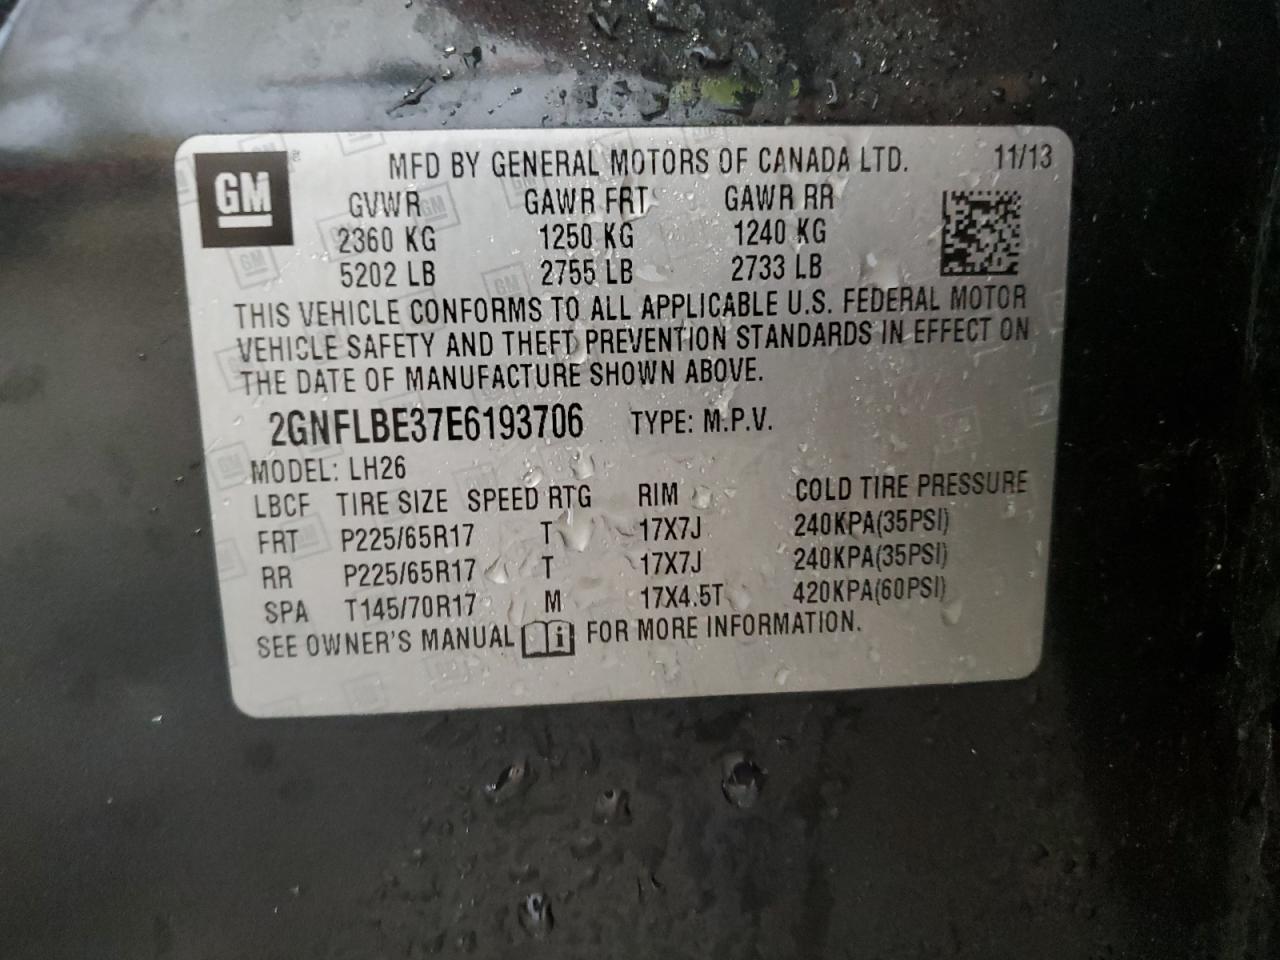 GM
MFD BY GENERAL MOTORS OF CANADA LTD. 11/13
GVWR GAWR FRT GAWR RR
2360 KG 1250 KG 1240 KG
5202 LB 2755 LB 2733 LB
THIS VEHICLE CONFORMS TO ALL APPLICABLE U.S. FEDERAL MOTOR
VEHICLE SAFETY AND THEFT PREVENTION STANDARDS IN EFFECT ON
THE DATE OF MANUFACTURE SHOWN ABOVE.
2GNFLBE37E6193706 TYPE: M.P.V.
MODEL: LH26
LBCF TIRE SIZE SPEED RTG RIM COLD TIRE PRESSURE
FRT P225/65R17 T 17X7J 240KPA(35PSI)
RR P225/65R17 T 17X7J 240KPA(35PSI)
SPA T145/70R17 M 17X4.5T 420KPA(60PSI)
SEE OWNER'S MANUAL FOR MORE INFORMATION.